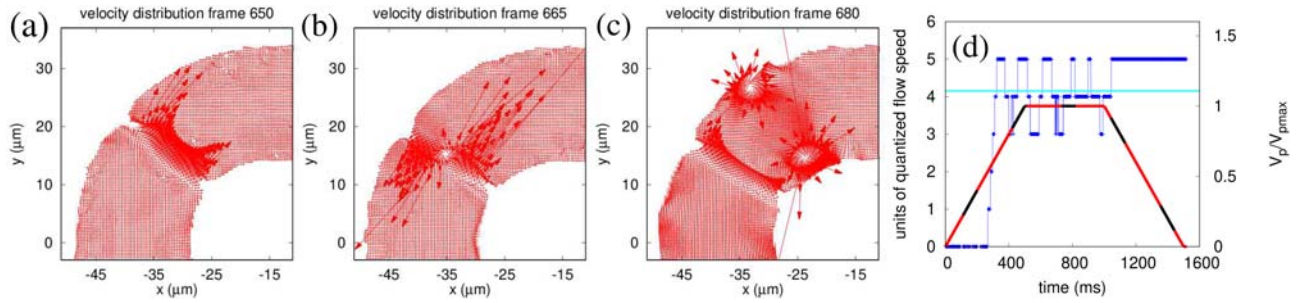 (a)
velocity distribution frame 650
y (μm)
30
20
10
0
-45
-35
-25
-15
x (μm)
(b)
velocity distribution frame 665
y (μm)
30
20
10
0
-45
-35
-25
-15
x (μm)
(c)
velocity distribution frame 680
y (μm)
30
20
10
0
-45
-35
-25
-15
x (μm)
(d)
units of quantized flow speed
6
5
4
3
2
1
0
0
400
800
1200
1600
time (ms)
1.5
1
0.5
0
Vp/Vpmax